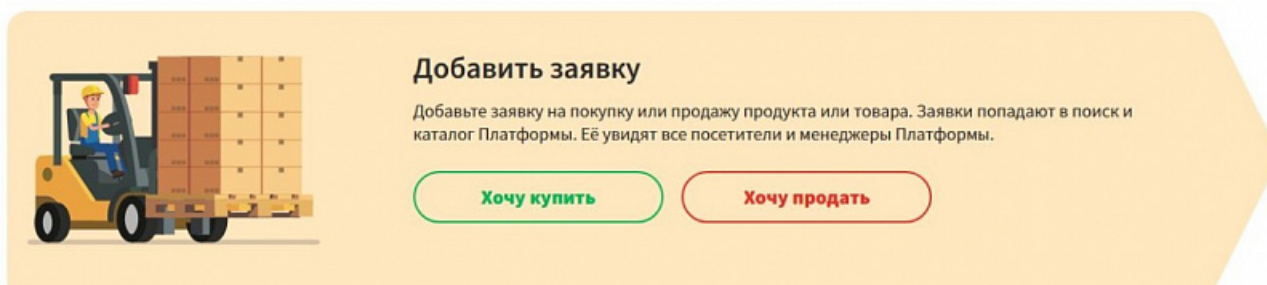 Добавить заявку
Добавьте заявку на покупку или продажу продукта или товара. Заявки попадают в поиск и
каталог Платформы. Её увидят все посетители и менеджеры Платформы.
Хочу купить
Хочу продать